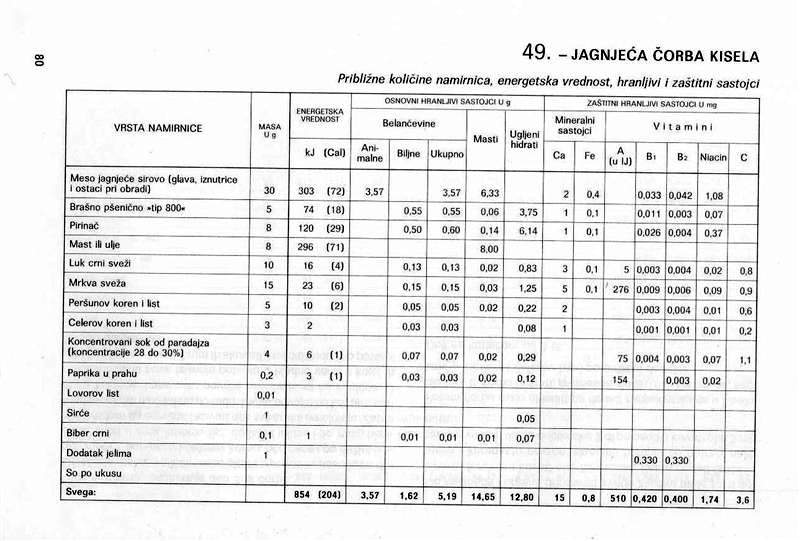 80
49. – JAGNJEĆA ČORBA KISELA
Približne količine namirnica, energetska vrednost, hranljivi i zaštitni sastojci
VRSTA NAMIRNICE MASA U g ENERGETSKA VREDNOST OSNOVNI HRANLJIVI SASTOJCI U g ZAŠTITNI HRANLJIVI SASTOJCI U mg
Belančevine Masti Ugljeni hidrati Mineralni sastojci Vitamini
kJ (Cal) Ani-malne Biljne Ukupno Ca Fe A (u IJ) B1 B2 Niacin C
Meso jagnjeće sirovo (glava, iznutrice
i ostaci pri obradi) 30 303 (72) 3,57 3,57 6,33 2 0,4 0,033 0,042 1,08
Brašno pšenično »tip 800« 5 74 (18) 0,55 0,55 0,06 3,75 1 0,1 0,011 0,003 0,07
Pirinač 8 120 (29) 0,50 0,60 0,14 6,14 1 0,1 0,026 0,004 0,37
Mast ili ulje 8 296 (71) 8,00
Luk crni sveži 10 16 (4) 0,13 0,13 0,02 0,83 3 0,1 5 0,003 0,004 0,02 0,8
Mrkva sveža 15 23 (6) 0,15 0,15 0,03 1,25 5 0,1 276 0,009 0,006 0,09 0,9
Peršunov koren i list 5 10 (2) 0,05 0,05 0,02 0,22 2 0,003 0,004 0,01 0,6
Celerov koren i list 3 2 0,03 0,03 0,08 1 0,001 0,001 0,01 0,2
Koncentrovani sok od paradajza
(koncentracije 28 do 30%) 4 6 (1) 0,07 0,07 0,02 0,29 75 0,004 0,003 0,07 1,1
Paprika u prahu 0,2 3 (1) 0,03 0,03 0,02 0,12 154 0,003 0,02
Lovorov list 0,01
Sirće 1 0,05
Biber crni 0,1 1 0,01 0,01 0,01 0,07
Dodatak jelima 1 0,330 0,330
So po ukusu
Svega: 854 (204) 3,57 1,62 5,19 14,65 12,80 15 0,8 510 0,420 0,400 1,74 3,6